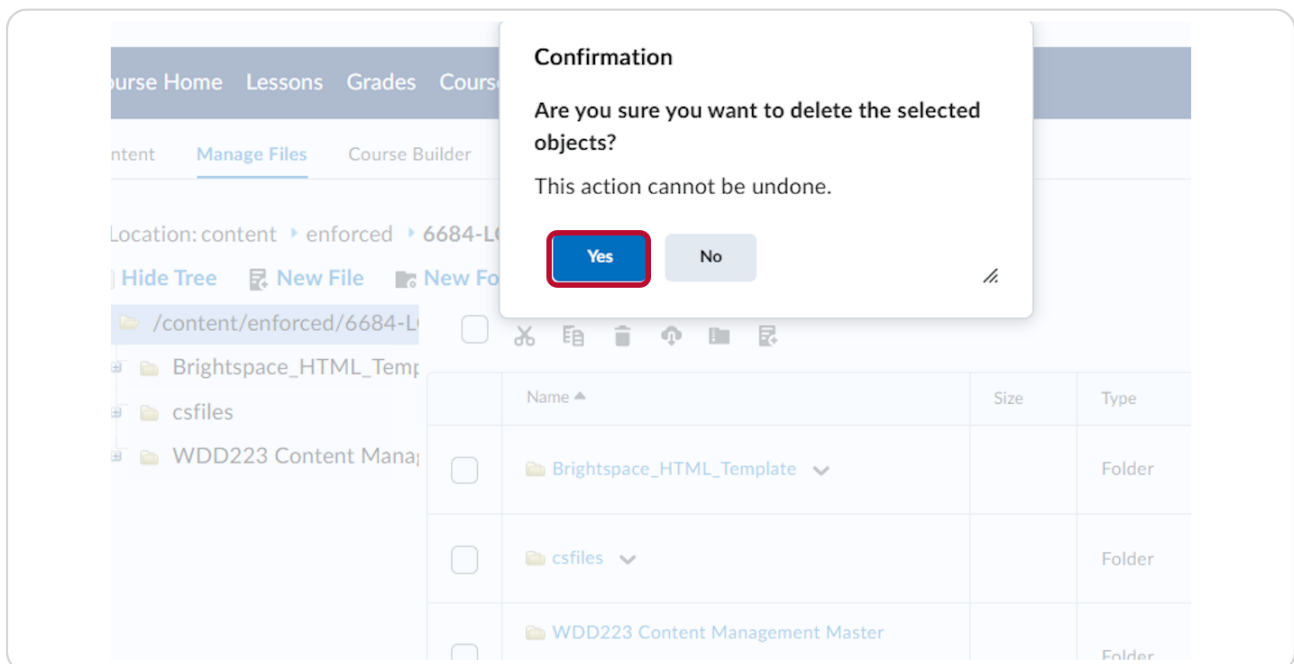 Confirmation
Are you sure you want to delete the selected
objects?
This action cannot be undone.
Yes No
urse Home Lessons Grades Cours
ntent Manage Files Course Builder
Location: content enforced 6684-L
Hide Tree New File New Fo
/content/enforced/6684-L
Brightspace_HTML_Temp
csfiles
WDD223 Content Mana
Name Size Type
Brightspace_HTML_Template Folder
csfiles Folder
WDD223 Content Management Master
Folder